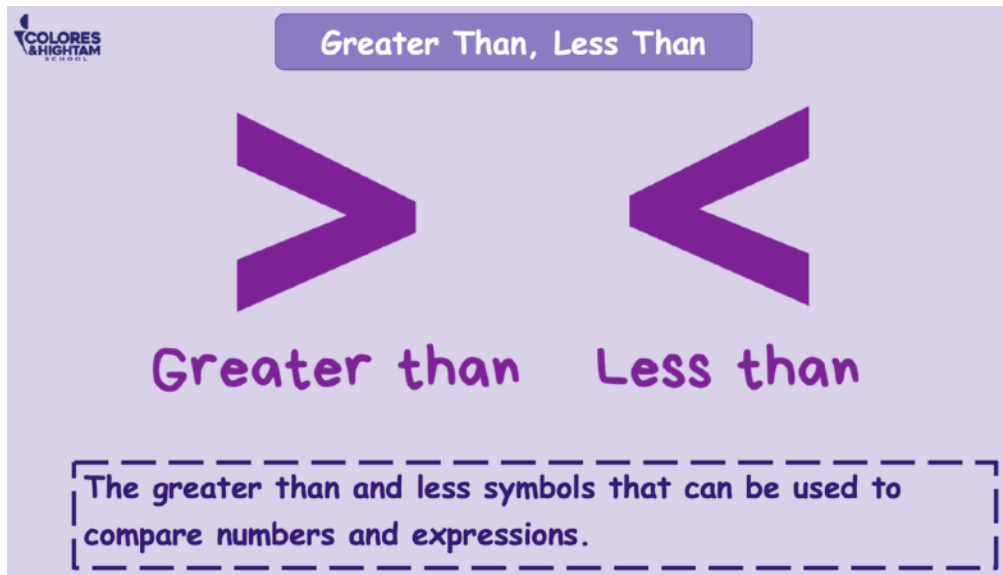 COLORES
&HIGHTAM
SCHOOL
Greater Than, Less Than
> <
Greater than Less than
The greater than and less symbols that can be used to
compare numbers and expressions.